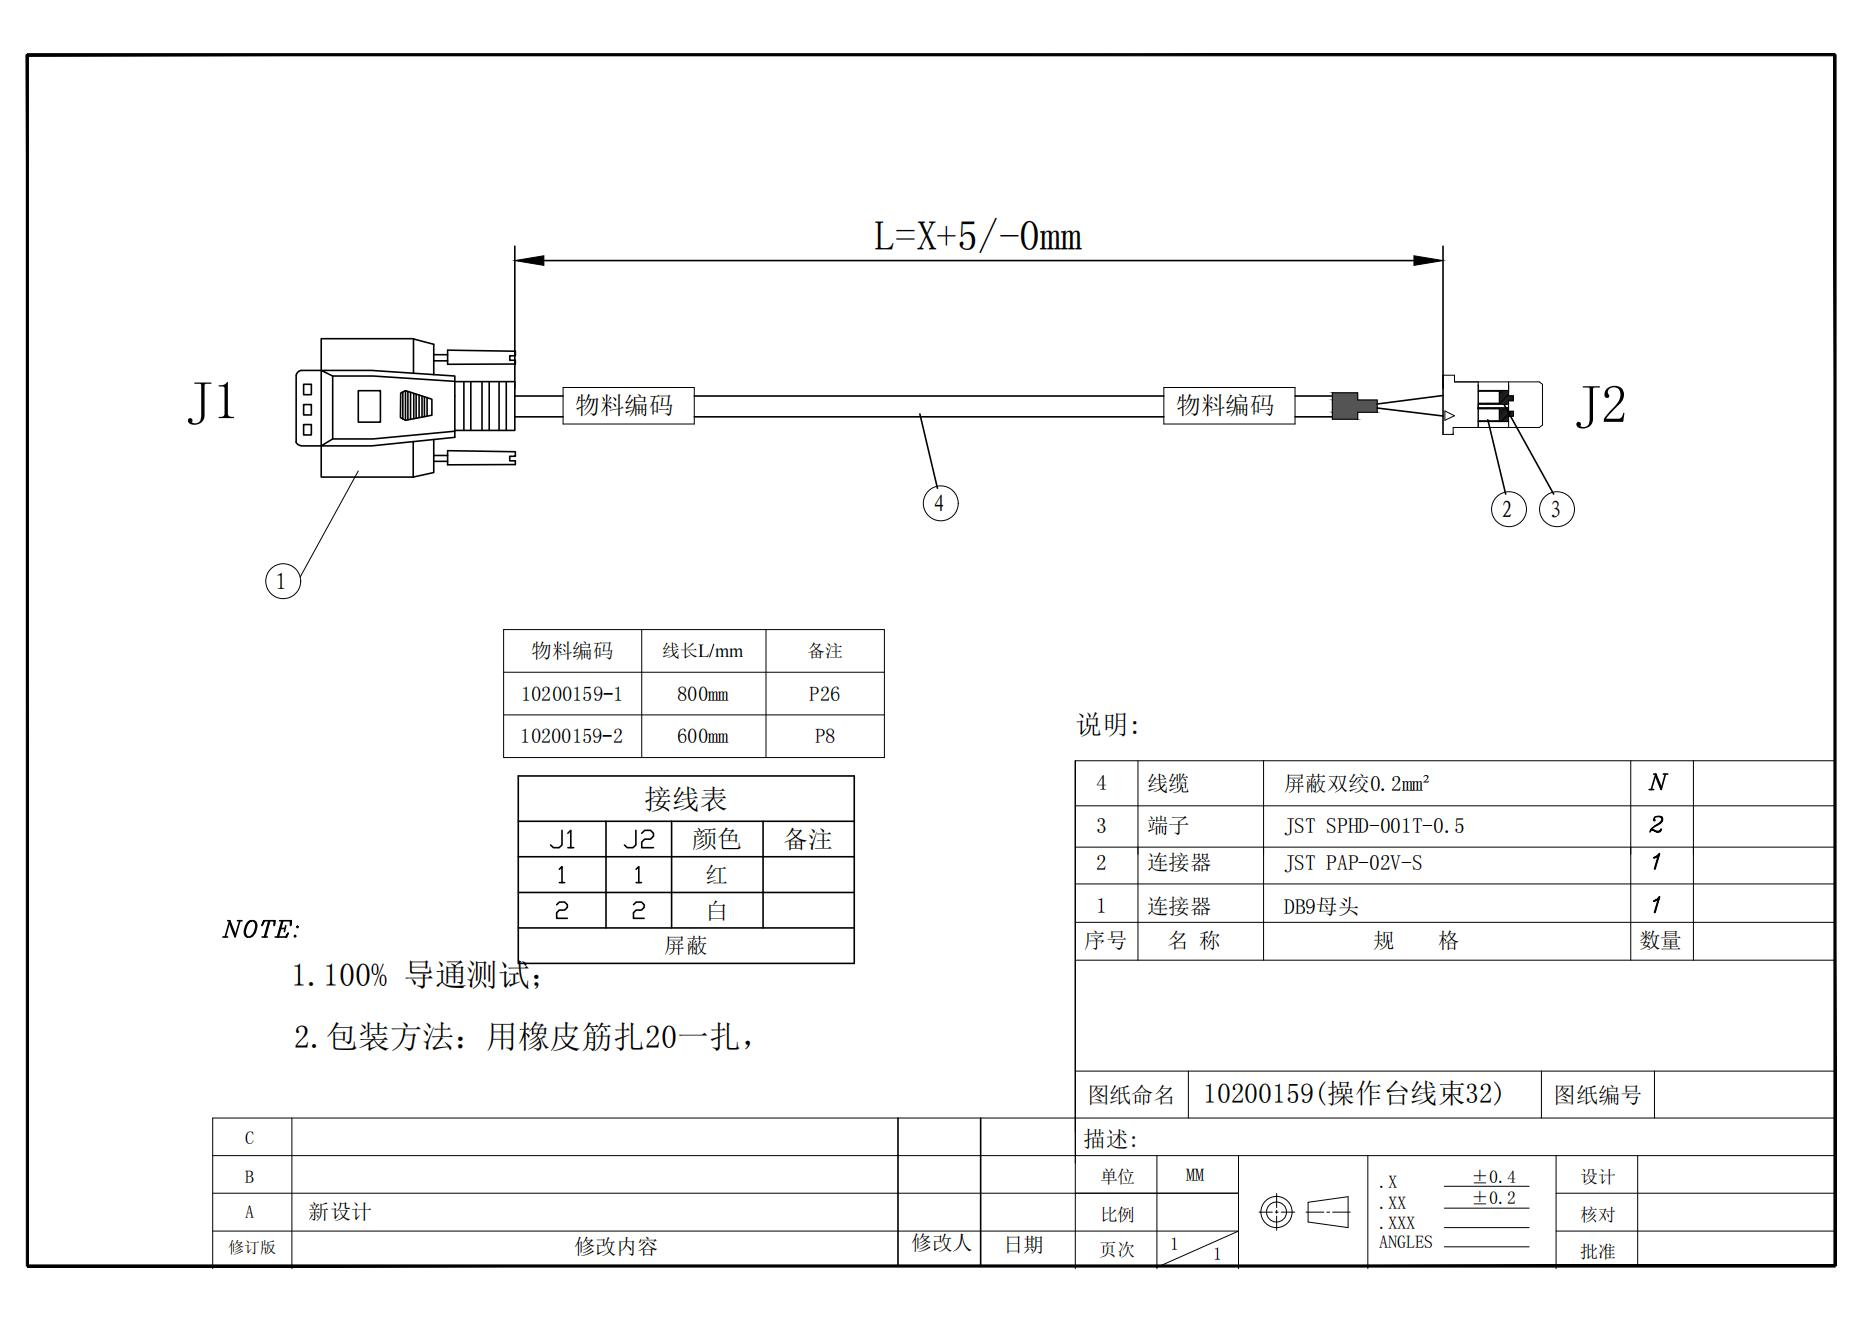 L=X+5/-0mm
J1
物料编码
物料编码
J2
4
2
3
1
物料编码 线长L/mm 备注
10200159-1 800mm P26
10200159-2 600mm P8
接线表
J1 J2 颜色 备注
1 1 红
2 2 白
屏蔽
NOTE:
1.100% 导通测试；
2.包装方法：用橡皮筋扎20一扎，
说明:
4 线缆 屏蔽双绞0.2mm² N
3 端子 JST SPHD-001T-0.5 2
2 连接器 JST PAP-02V-S 1
1 连接器 DB9母头 1
序号 名 称 规 格 数量
图纸命名 10200159(操作台线束32) 图纸编号
描述:
C
B
A 新设计
修订版 修改内容 修改人 日期
单位 MM
比例
页次 1/1
.X ±0.4
.XX ±0.2
.XXX
ANGLES
设计
核对
批准